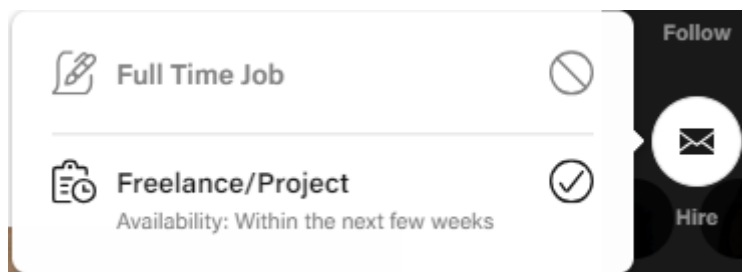 Full Time Job
Freelance/Project
Availability: Within the next few weeks
Follow
Hire